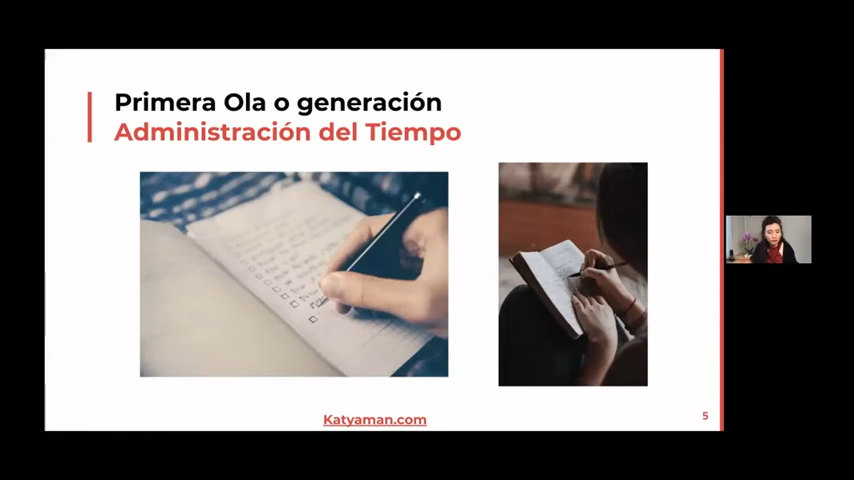 Primera Ola o generación
Administración del Tiempo
Katyaman.com
5